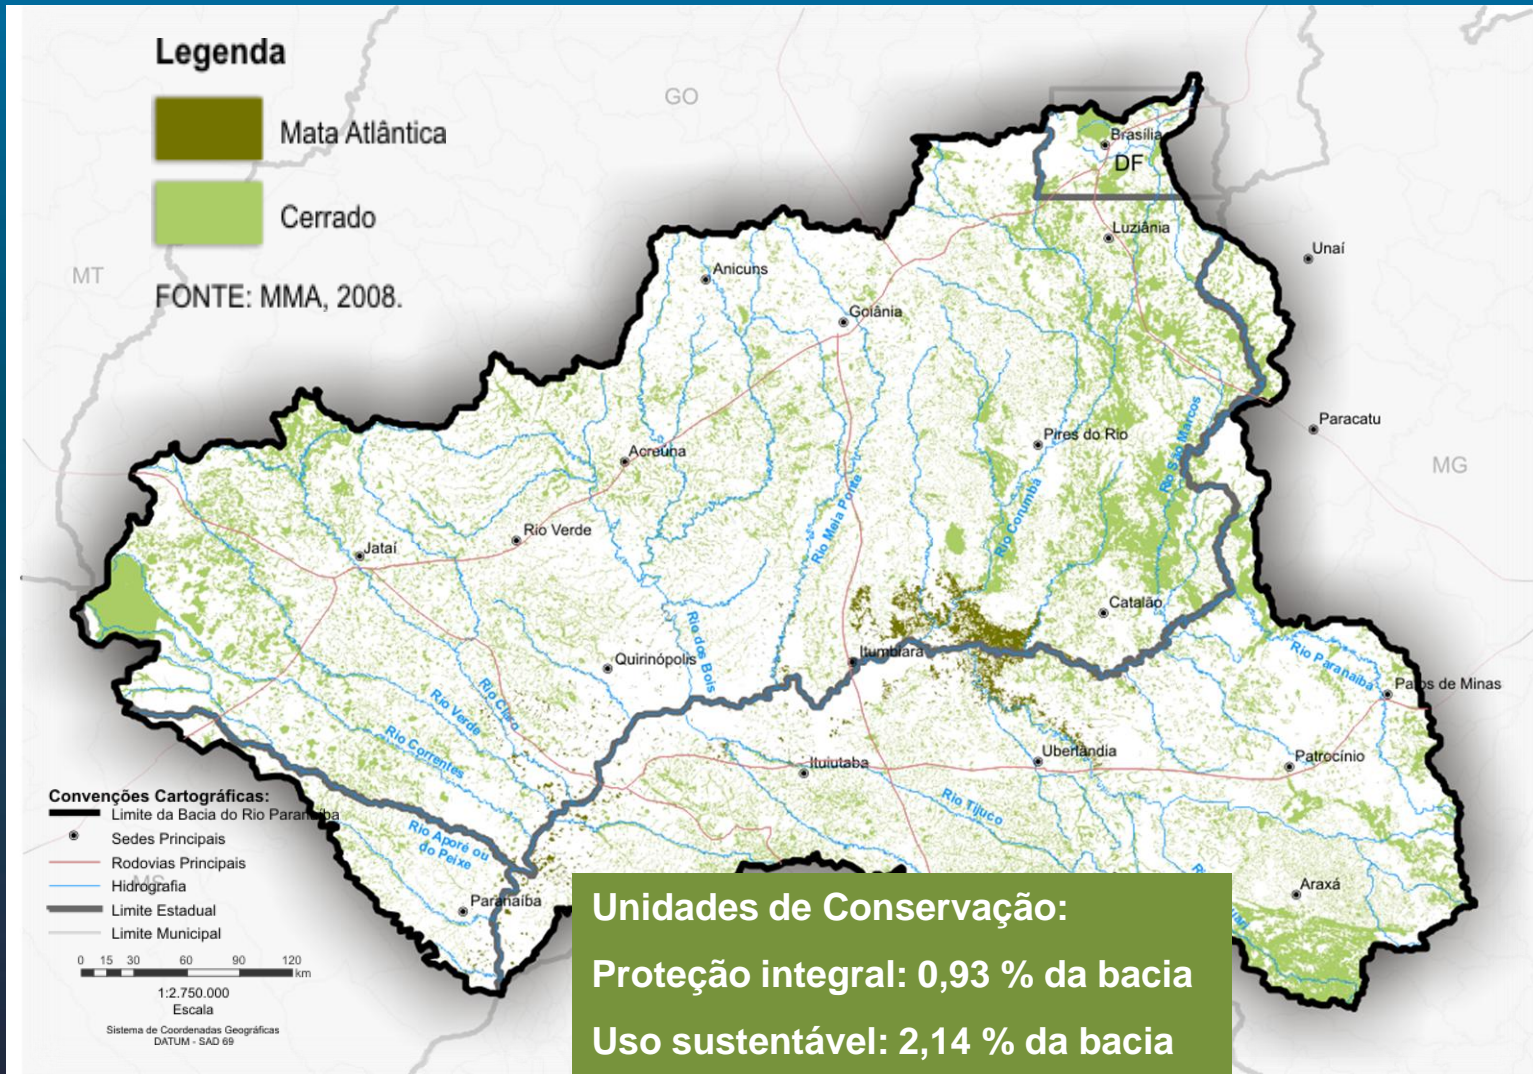 Legenda
Mata Atlântica
Cerrado
FONTE: MMA, 2008.
GO
MT
MG
MS
Brasília
DF
Luziânia
Unaí
Anicuns
Goiânia
Paracatu
Pires do Rio
Acreúna
Rio São Marcos
Rio Meia Ponte
Rio Corumbá
Rio Verde
Jataí
Catalão
Rio dos Bois
Itumbiara
Quirinópolis
Rio Paranaíba
Patos de Minas
Rio Claro
Rio Verde
Rio Correntes
Uberlândia
Patrocínio
Ituiutaba
Rio Tijuco
Rio Aporé ou
do Peixe
Paranaíba
Araxá
Convenções Cartográficas:
Limite da Bacia do Rio Paranaíba
Sedes Principais
Rodovias Principais
Hidrografia
Limite Estadual
Limite Municipal
0 15 30 60 90 120
km
1:2.750.000
Escala
Sistema de Coordenadas Geográficas
DATUM - SAD 69
Unidades de Conservação:
Proteção integral: 0,93 % da bacia
Uso sustentável: 2,14 % da bacia